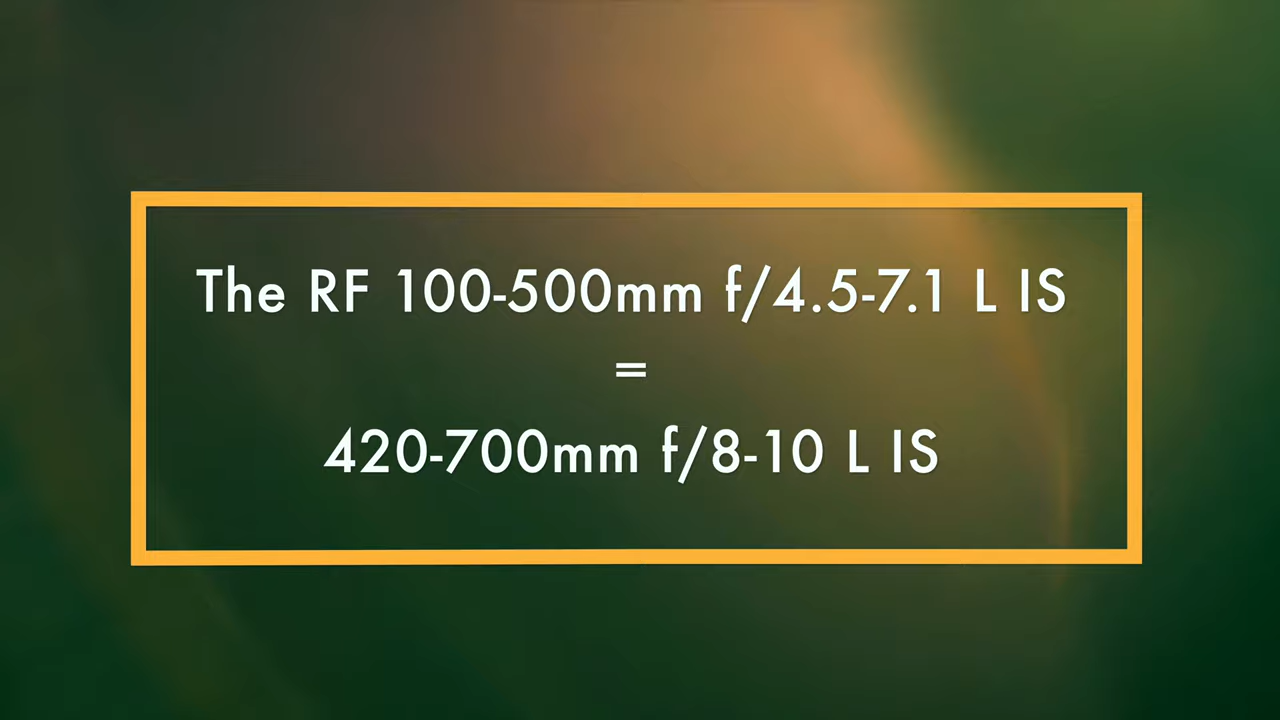 The RF 100-500mm f/4.5-7.1 L IS
=
420-700mm f/8-10 L IS